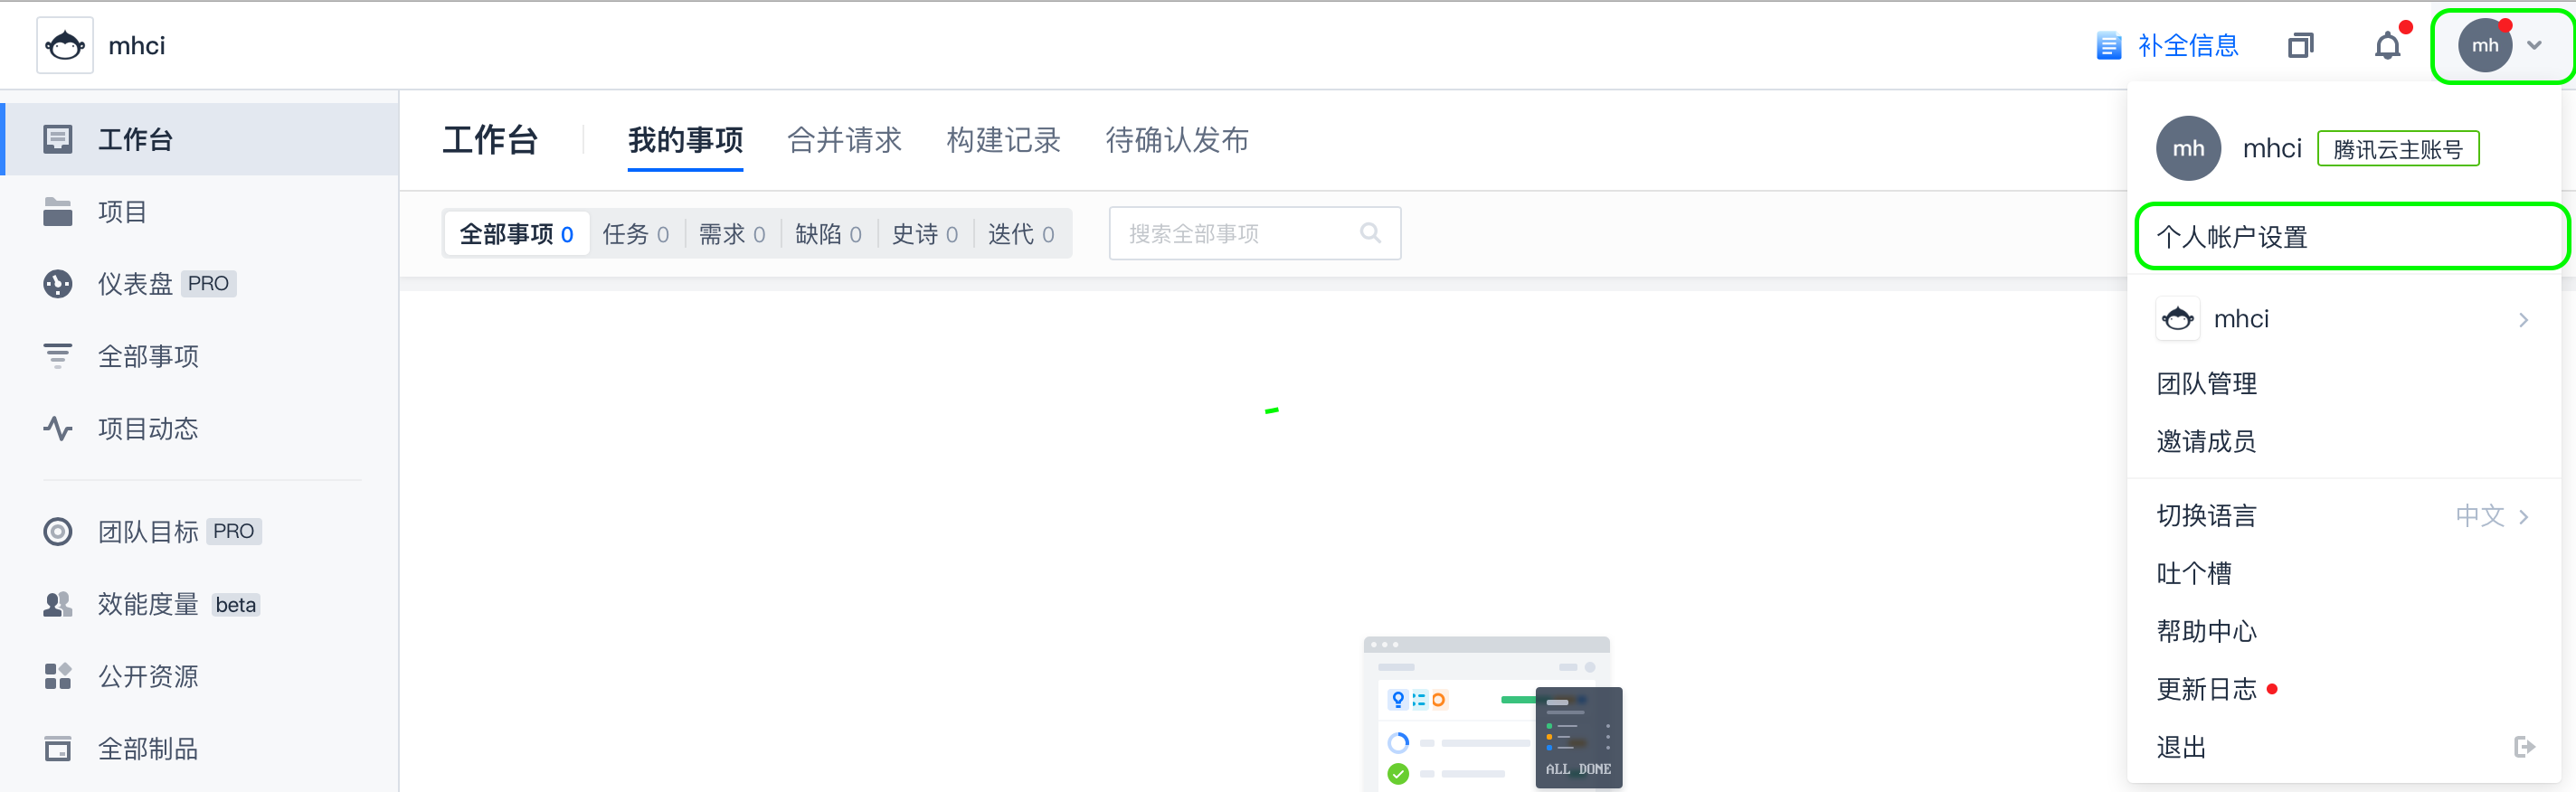 mhci
补全信息
mh
工作台
项目
仪表盘 PRO
全部事项
项目动态
团队目标 PRO
效能度量 beta
公开资源
全部制品
工作台 我的事项 合并请求 构建记录 待确认发布
全部事项 0 任务 0 需求 0 缺陷 0 史诗 0 迭代 0
搜索全部事项
ALL DONE
mh mhci 腾讯云主账号
个人帐户设置
mhci
团队管理
邀请成员
切换语言 中文
吐个槽
帮助中心
更新日志
退出